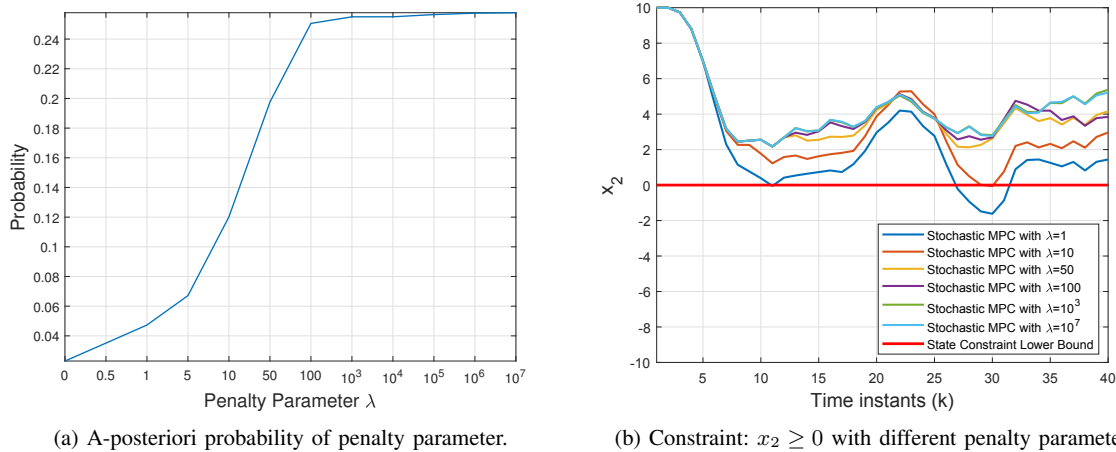 0.24
0.22
0.2
0.18
0.16
0.14
0.12
0.1
0.08
0.06
0.04
Probability
0 0.5 1 5 10 50 100 10³ 10⁴ 10⁵ 10⁶ 10⁷
Penalty Parameter λ
(a) A-posteriori probability of penalty parameter.
10
8
6
4
2
0
-2
-4
-6
-8
-10
x₂
Stochastic MPC with λ=1
Stochastic MPC with λ=10
Stochastic MPC with λ=50
Stochastic MPC with λ=100
Stochastic MPC with λ=10³
Stochastic MPC with λ=10⁷
State Constraint Lower Bound
5 10 15 20 25 30 35 40
Time instants (k)
(b) Constraint: x₂ ≥ 0 with different penalty paramete